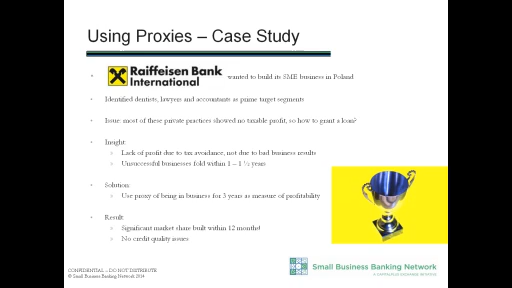 Using Proxies – Case Study
Raiffeisen Bank
International
wanted to build its SME business in Poland
Identified dentists, lawyers and accountants as prime target segments
Issue: most of these private practices showed no taxable profit, so how to grant a loan?
Insight:
Lack of profit due to tax avoidance, not due to bad business results
Unsuccessful businesses fold within 1 – 1 ½ years
Solution:
Use proxy of being in business for 3 years as measure of profitability
Result
Significant market share built within 12 months!
No credit quality issues
CONFIDENTIAL – DO NOT DISTRIBUTE
© Small Business Banking Network 2014
Small Business Banking Network